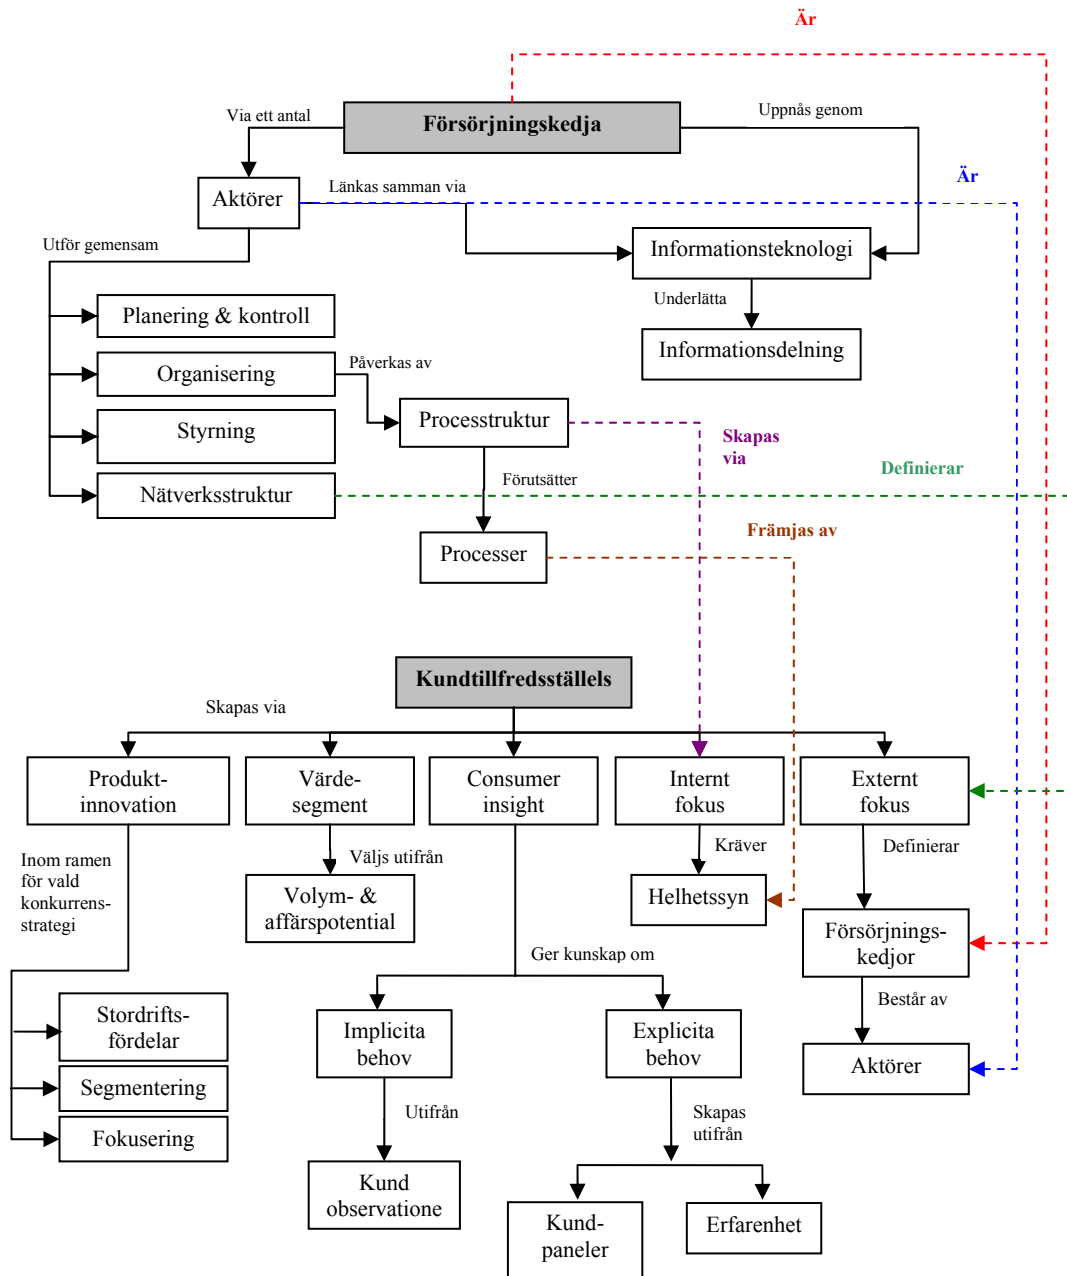 Är
Via ett antal
Försörjningskedja
Uppnås genom
Aktörer
Länkas samman via
Är
Utför gemensam
Informationsteknologi
Underlätta
Planering & kontroll
Informationsdelning
Organisering
Påverkas av
Processtruktur
Styrning
Skapas
via
Definierar
Nätverksstruktur
Förutsätter
Främjas av
Processer
Kundtillfredsställels
Skapas via
Produkt-
innovation
Värde-
segment
Consumer
insight
Internt
fokus
Externt
fokus
Inom ramen
för vald
konkurrens-
strategi
Väljs utifrån
Kräver
Definierar
Volym- &
affärspotential
Helhetssyn
Försörjnings-
kedjor
Ger kunskap om
Består av
Stordrifts-
fördelar
Implicita
behov
Explicita
behov
Aktörer
Segmentering
Utifrån
Skapas
utifrån
Fokusering
Kund
observatione
Kund-
paneler
Erfarenhet